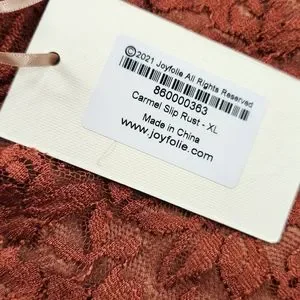 ©2021 Joyfolie All Rights Reserved
860000363
Carmel Slip Rust - XL
Made in China
www.joyfolie.com